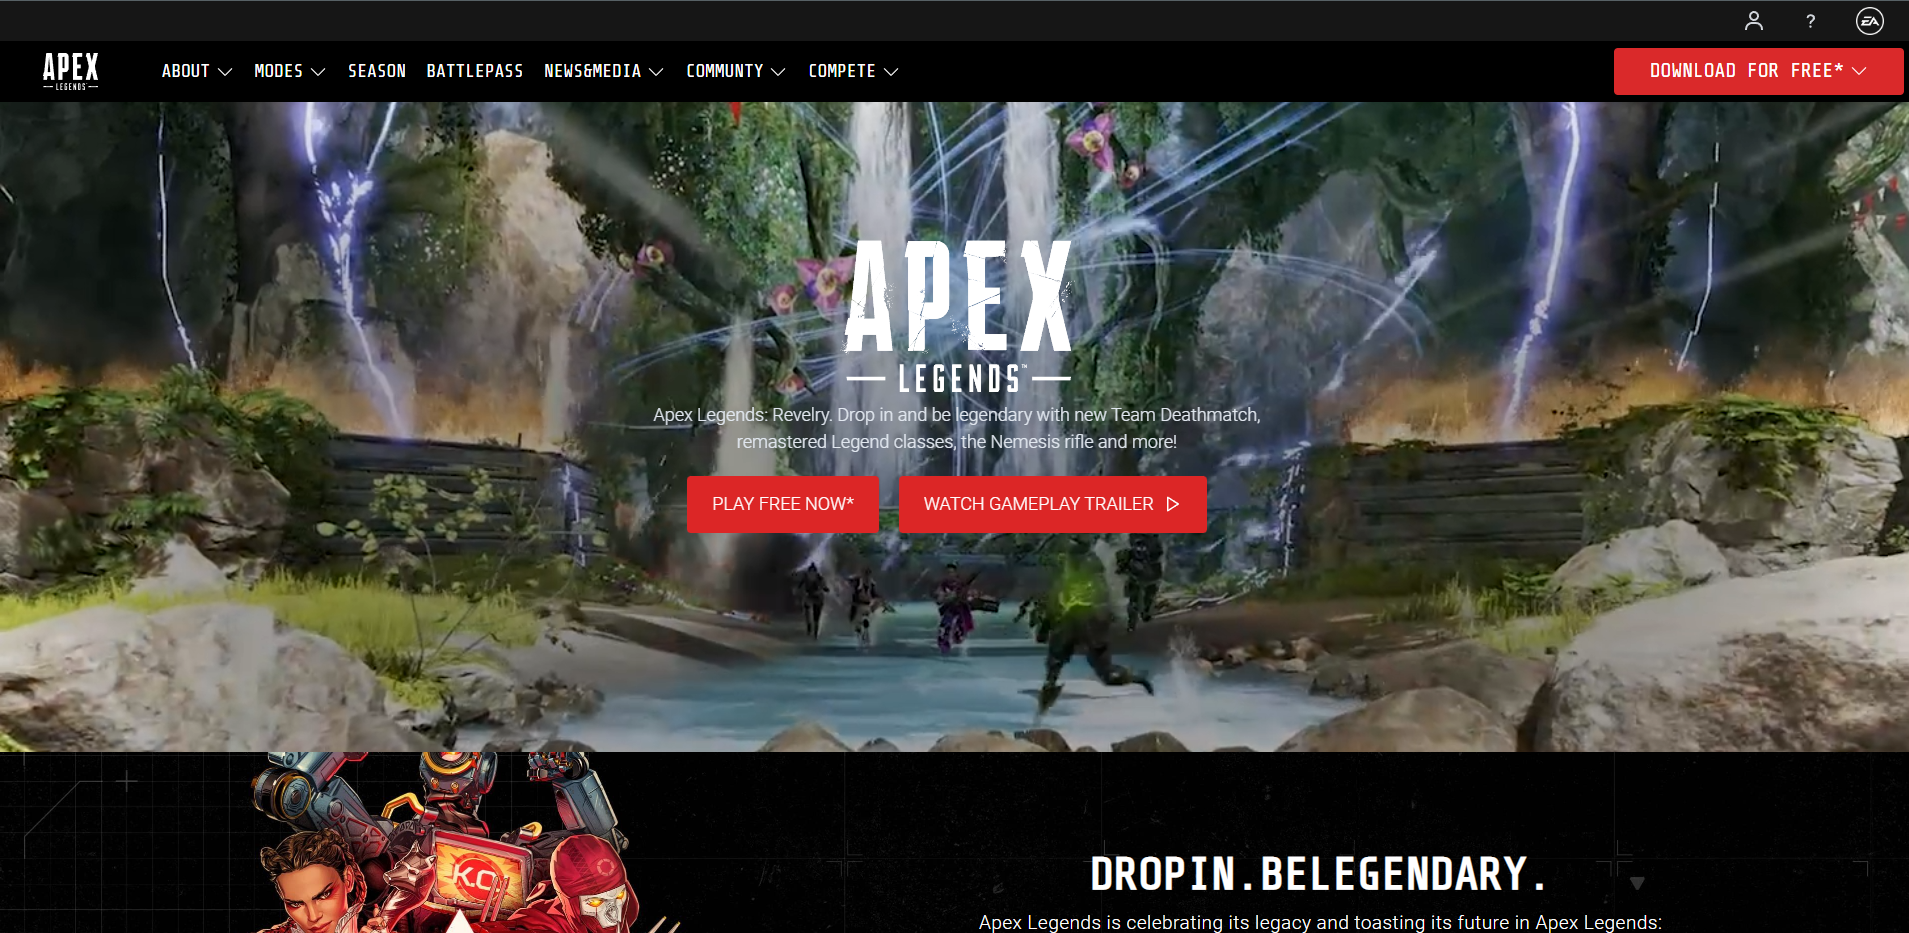 ?
EA
APEX
LEGENDS
ABOUT MODES SEASON BATTLEPASS NEWS&MEDIA COMMUNTY COMPETE
DOWNLOAD FOR FREE*
APEX
LEGENDS™
Apex Legends: Revelry. Drop in and be legendary with new Team Deathmatch,
remastered Legend classes, the Nemesis rifle and more!
PLAY FREE NOW*
WATCH GAMEPLAY TRAILER
K.O
DROPIN.BELEGENDARY.
Apex Legends is celebrating its legacy and toasting its future in Apex Legends: